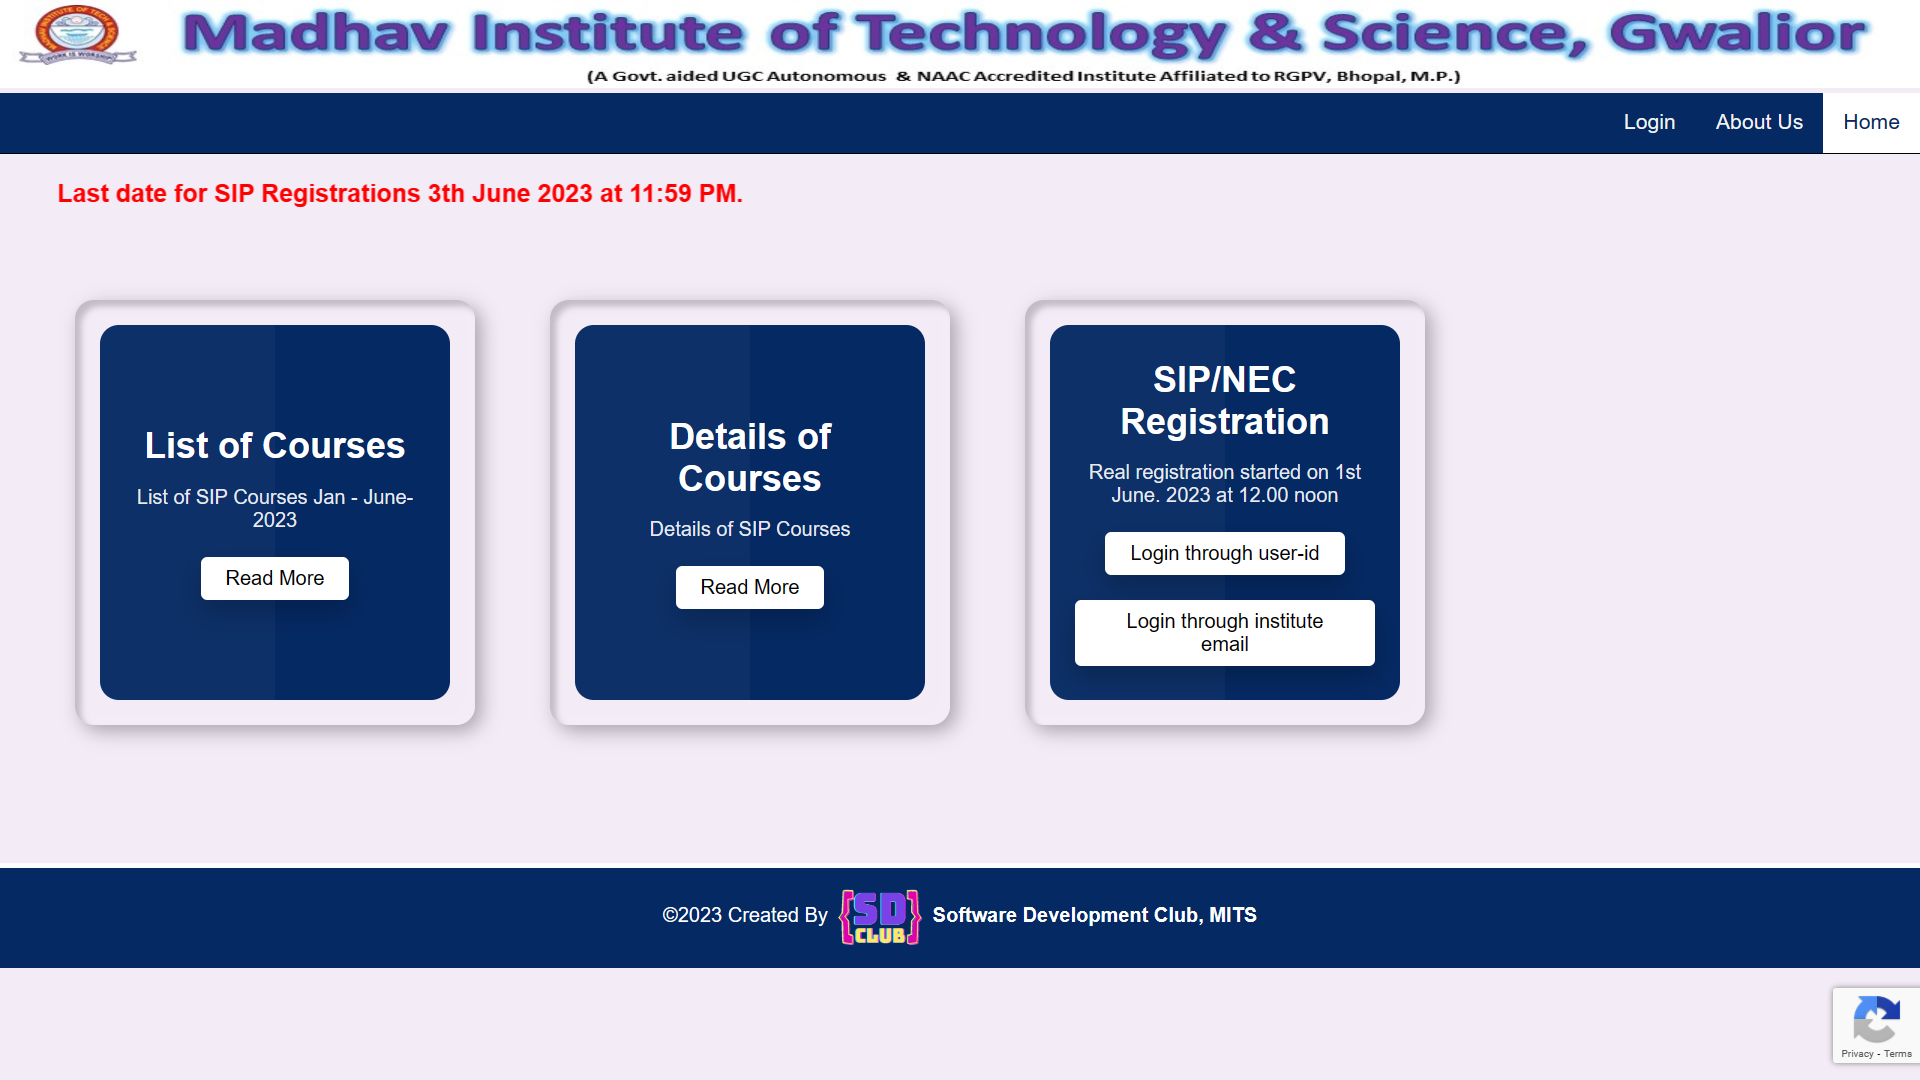 Madhav Institute of Technology & Science, Gwalior
(A Govt. aided UGC Autonomous & NAAC Accredited Institute Affiliated to RGPV, Bhopal, M.P.)
WORK IS WORSHIP
Login
About Us
Home
Last date for SIP Registrations 3th June 2023 at 11:59 PM.
List of Courses
List of SIP Courses Jan - June-
2023
Read More
Details of
Courses
Details of SIP Courses
Read More
SIP/NEC
Registration
Real registration started on 1st
June. 2023 at 12.00 noon
Login through user-id
Login through institute
email
©2023 Created By
{SD}
CLUB
Software Development Club, MITS
Privacy - Terms